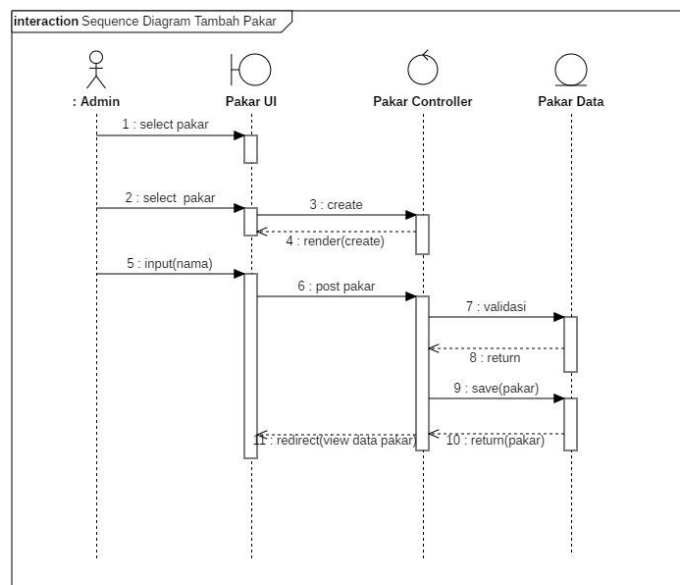 interaction Sequence Diagram Tambah Pakar
: Admin
Pakar UI
Pakar Controller
Pakar Data
1 : select pakar
2 : select  pakar
3 : create
4 : render(create)
5 : input(nama)
6 : post pakar
7 : validasi
8 : return
9 : save(pakar)
10 : return(pakar)
11 : redirect(view data pakar)